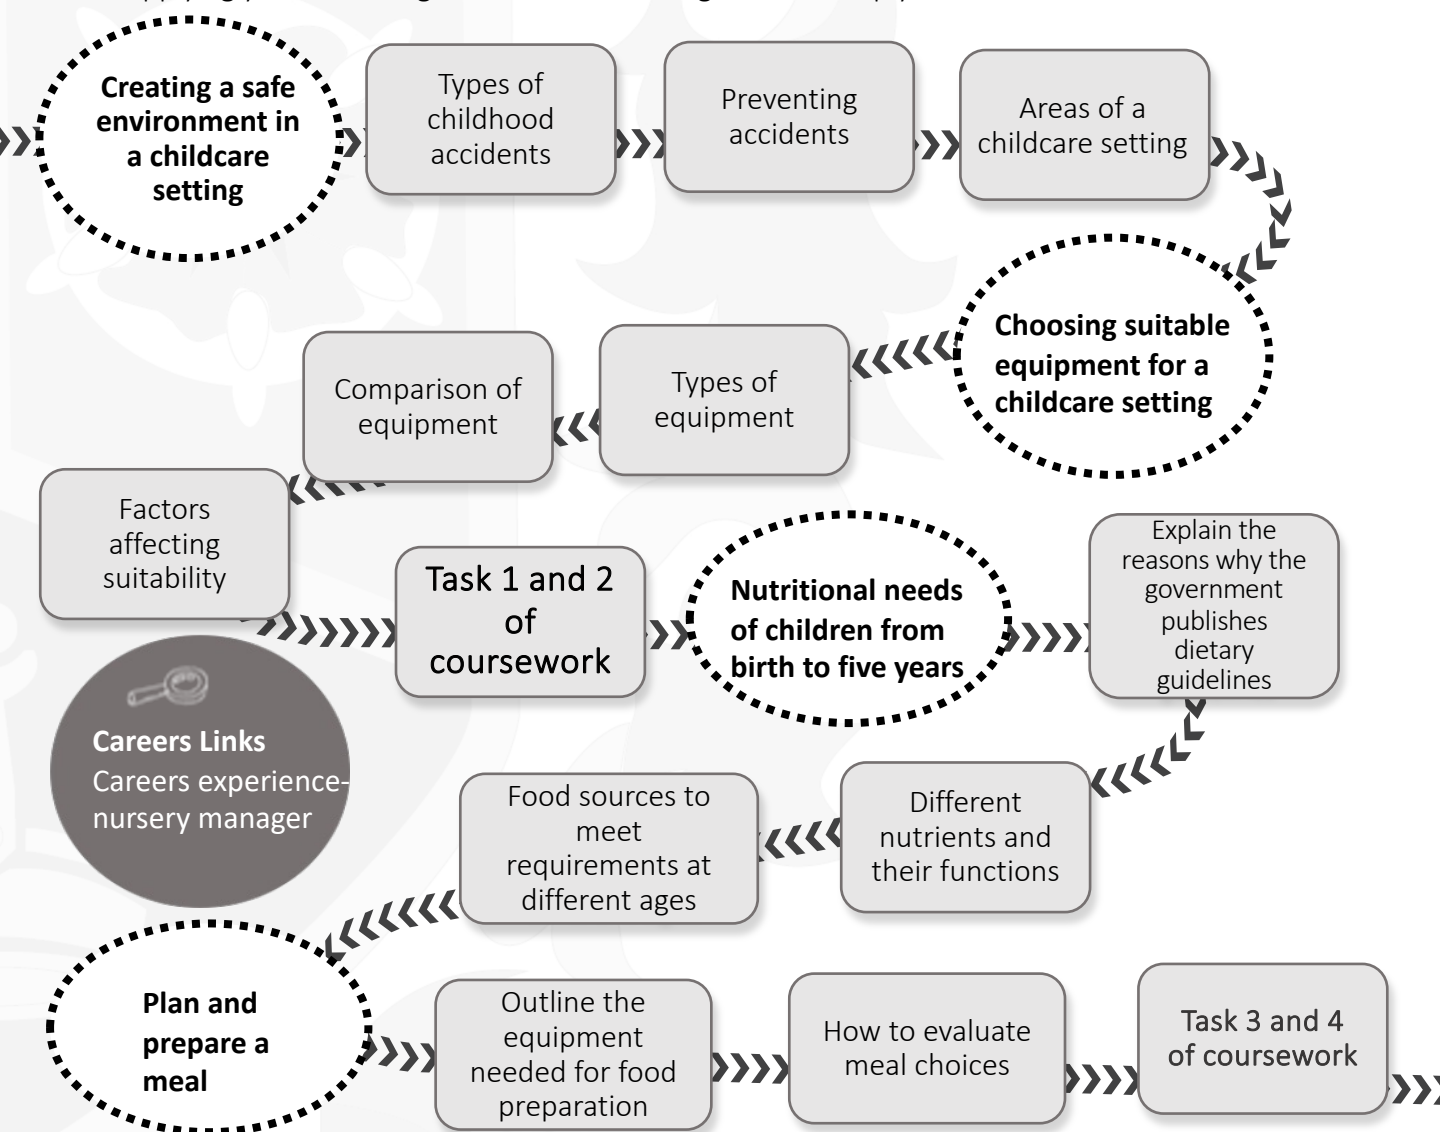 Creating a safe
environment in
a childcare
setting
Types of
childhood
accidents
Preventing
accidents
Areas of a
childcare setting
Choosing suitable
equipment for a
childcare setting
Types of
equipment
Comparison of
equipment
Factors
affecting
suitability
Task 1 and 2
of
coursework
Nutritional needs
of children from
birth to five years
Explain the
reasons why the
government
publishes
dietary
guidelines
Different
nutrients and
their functions
Food sources to
meet
requirements at
different ages
Careers Links
Careers experience-
nursery manager
Plan and
prepare a
meal
Outline the
equipment
needed for food
preparation
How to evaluate
meal choices
Task 3 and 4
of coursework